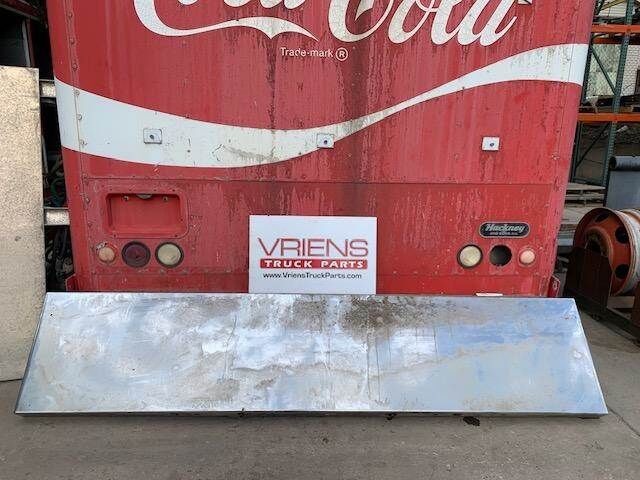 Coca-Cola
Trade-mark ®
Hackney
VRIENS
TRUCK PARTS
www.VriensTruckParts.com